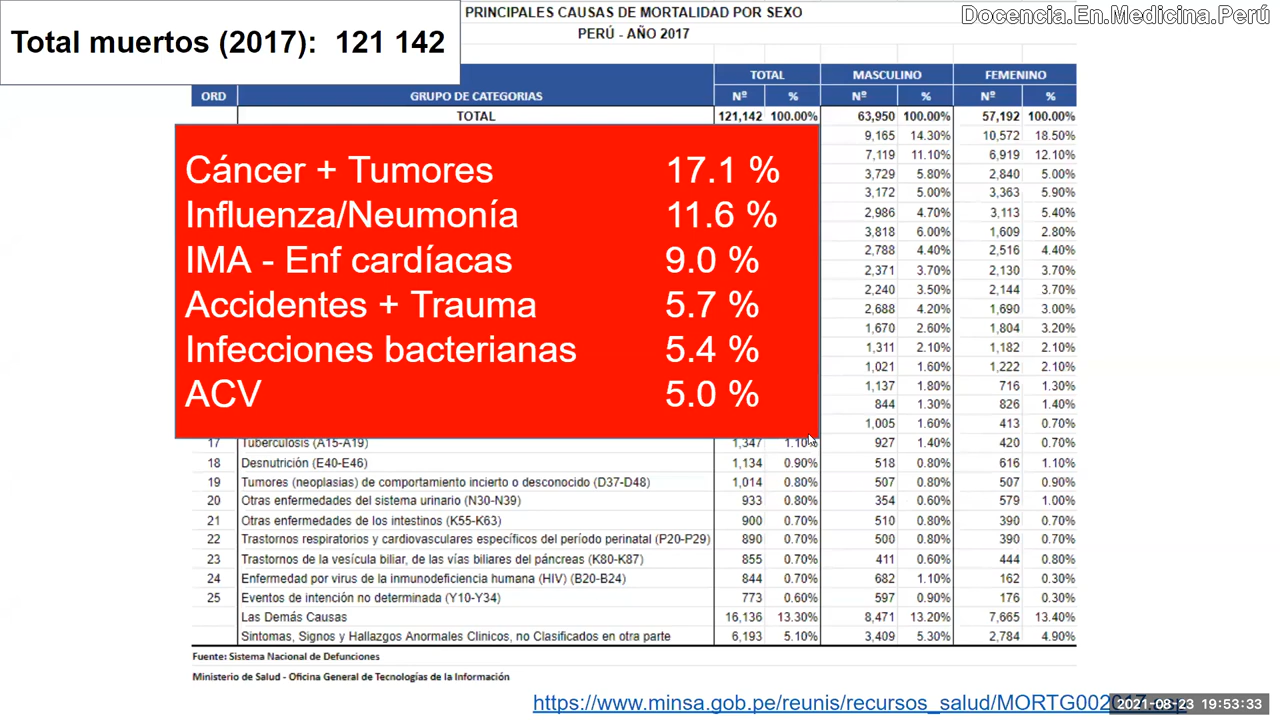 PRINCIPALES CAUSAS DE MORTALIDAD POR SEXO
Docencia.En.Medicina.Perú
PERÚ - AÑO 2017
Total muertos (2017): 121 142
TOTAL MASCULINO FEMENINO
ORD GRUPO DE CATEGORIAS Nº % Nº % Nº %
TOTAL 121,142 100.00% 63,950 100.00% 57,192 100.00%
9,165 14.30% 10,572 18.50%
7,119 11.10% 6,919 12.10%
3,729 5.80% 2,840 5.00%
3,172 5.00% 3,363 5.90%
2,986 4.70% 3,113 5.40%
3,818 6.00% 1,609 2.80%
2,788 4.40% 2,516 4.40%
2,371 3.70% 2,130 3.70%
2,240 3.50% 2,144 3.70%
2,688 4.20% 1,690 3.00%
1,670 2.60% 1,804 3.20%
1,311 2.10% 1,182 2.10%
1,021 1.60% 1,222 2.10%
1,137 1.80% 716 1.30%
844 1.30% 826 1.40%
1,005 1.60% 413 0.70%
Cáncer + Tumores 17.1 %
Influenza/Neumonía 11.6 %
IMA - Enf cardíacas 9.0 %
Accidentes + Trauma 5.7 %
Infecciones bacterianas 5.4 %
ACV 5.0 %
17 Tuberculosis (A15-A19) 1,347 1.10% 927 1.40% 420 0.70%
18 Desnutrición (E40-E46) 1,134 0.90% 518 0.80% 616 1.10%
19 Tumores (neoplasias) de comportamiento incierto o desconocido (D37-D48) 1,014 0.80% 507 0.80% 507 0.90%
20 Otras enfermedades del sistema urinario (N30-N39) 933 0.80% 354 0.60% 579 1.00%
21 Otras enfermedades de los intestinos (K55-K63) 900 0.70% 510 0.80% 390 0.70%
22 Trastornos respiratorios y cardiovasculares específicos del período perinatal (P20-P29) 890 0.70% 500 0.80% 390 0.70%
23 Trastornos de la vesícula biliar, de las vías biliares del páncreas (K80-K87) 855 0.70% 411 0.60% 444 0.80%
24 Enfermedad por virus de la inmunodeficiencia humana (HIV) (B20-B24) 844 0.70% 682 1.10% 162 0.30%
25 Eventos de intención no determinada (Y10-Y34) 773 0.60% 597 0.90% 176 0.30%
Las Demás Causas 16,136 13.30% 8,471 13.20% 7,665 13.40%
Sintomas, Signos y Hallazgos Anormales Clinicos, no Clasificados en otra parte 6,193 5.10% 3,409 5.30% 2,784 4.90%
Fuente: Sistema Nacional de Defunciones
Ministerio de Salud - Oficina General de Tecnologías de la Información
https://www.minsa.gob.pe/reunis/recursos_salud/MORTG002017.asp
2021-08-23 19:53:33